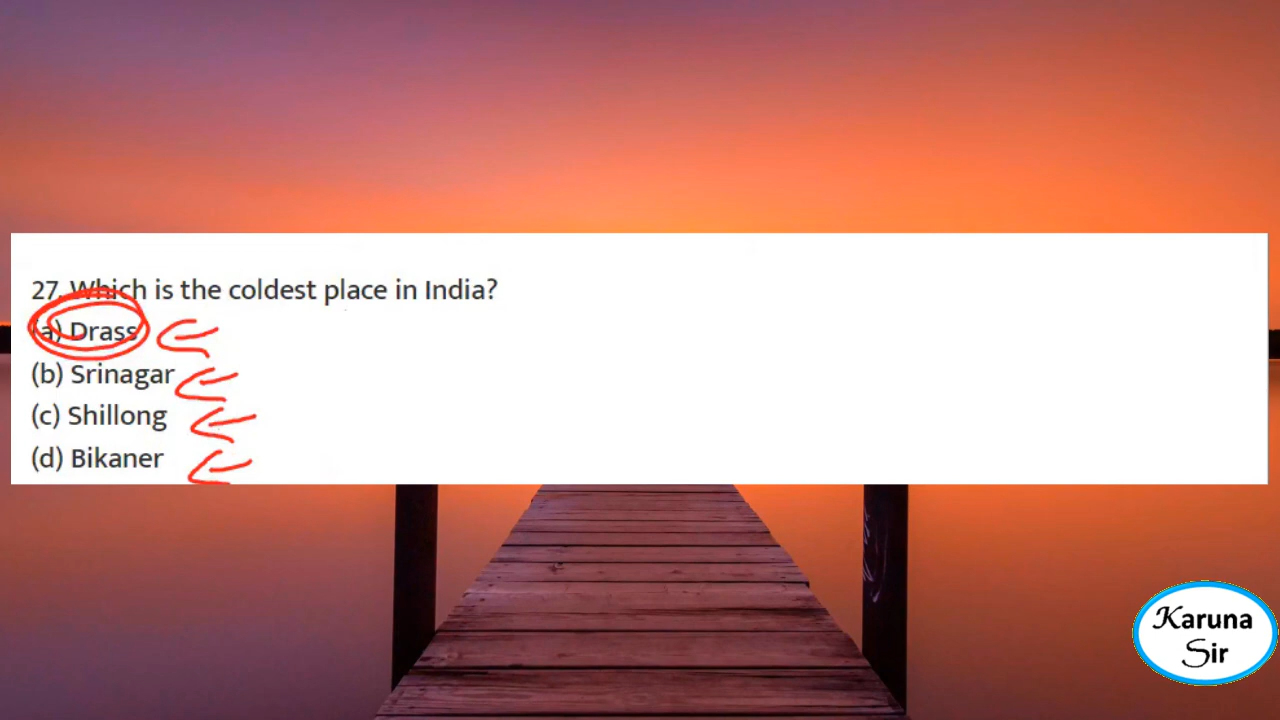 27. Which is the coldest place in India?
(a) Drass
(b) Srinagar
(c) Shillong
(d) Bikaner
Karuna
Sir